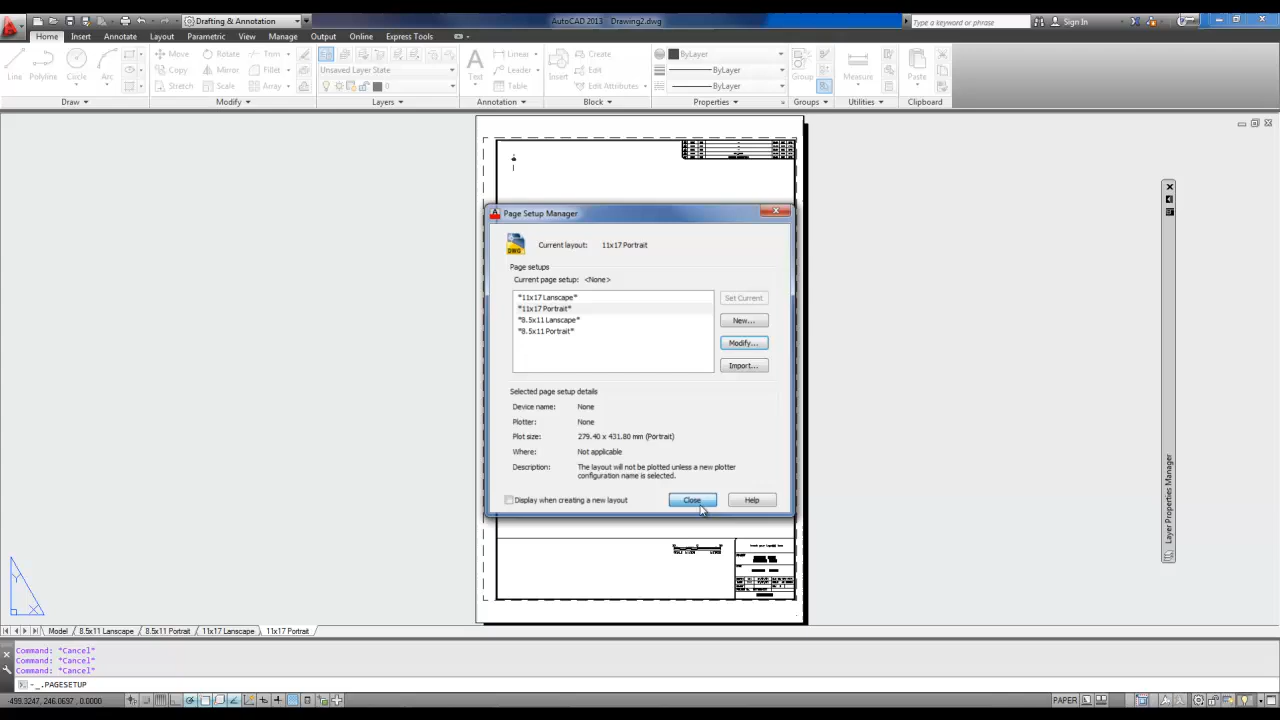 Drafting & Annotation
AutoCAD 2013 Drawing2.dwg
Type a keyword or phrase
Sign In
Home Insert Annotate Layout Parametric View Manage Output Online Express Tools
Line Polyline Circle Arc
Move Rotate Trim
Copy Mirror Fillet
Stretch Scale Array
Unsaved Layer State
0
Text
Linear
Leader
Table
Insert
Create
Edit
Edit Attributes
ByLayer
ByLayer
ByLayer
Group
Measure
Paste
Draw Modify Layers Annotation Block Properties Groups Utilities Clipboard
Page Setup Manager
DWG
Current layout: 11x17 Portrait
Page setups
Current page setup: <None>
*11x17 Lanscape*
*11x17 Portrait*
*8.5x11 Lanscape*
*8.5x11 Portrait*
Set Current
New...
Modify...
Import...
Selected page setup details
Device name: None
Plotter: None
Plot size: 279.40 x 431.80 mm (Portrait)
Where: Not applicable
Description: The layout will not be plotted unless a new plotter
configuration name is selected.
Display when creating a new layout
Close
Help
Layer Properties Manager
Y
X
Model 8.5x11 Lanscape 8.5x11 Portrait 11x17 Lanscape 11x17 Portrait
Command: *Cancel*
Command: *Cancel*
Command: *Cancel*
-_.PAGESETUP
-499.9247, 246.0697, 0.0000
PAPER